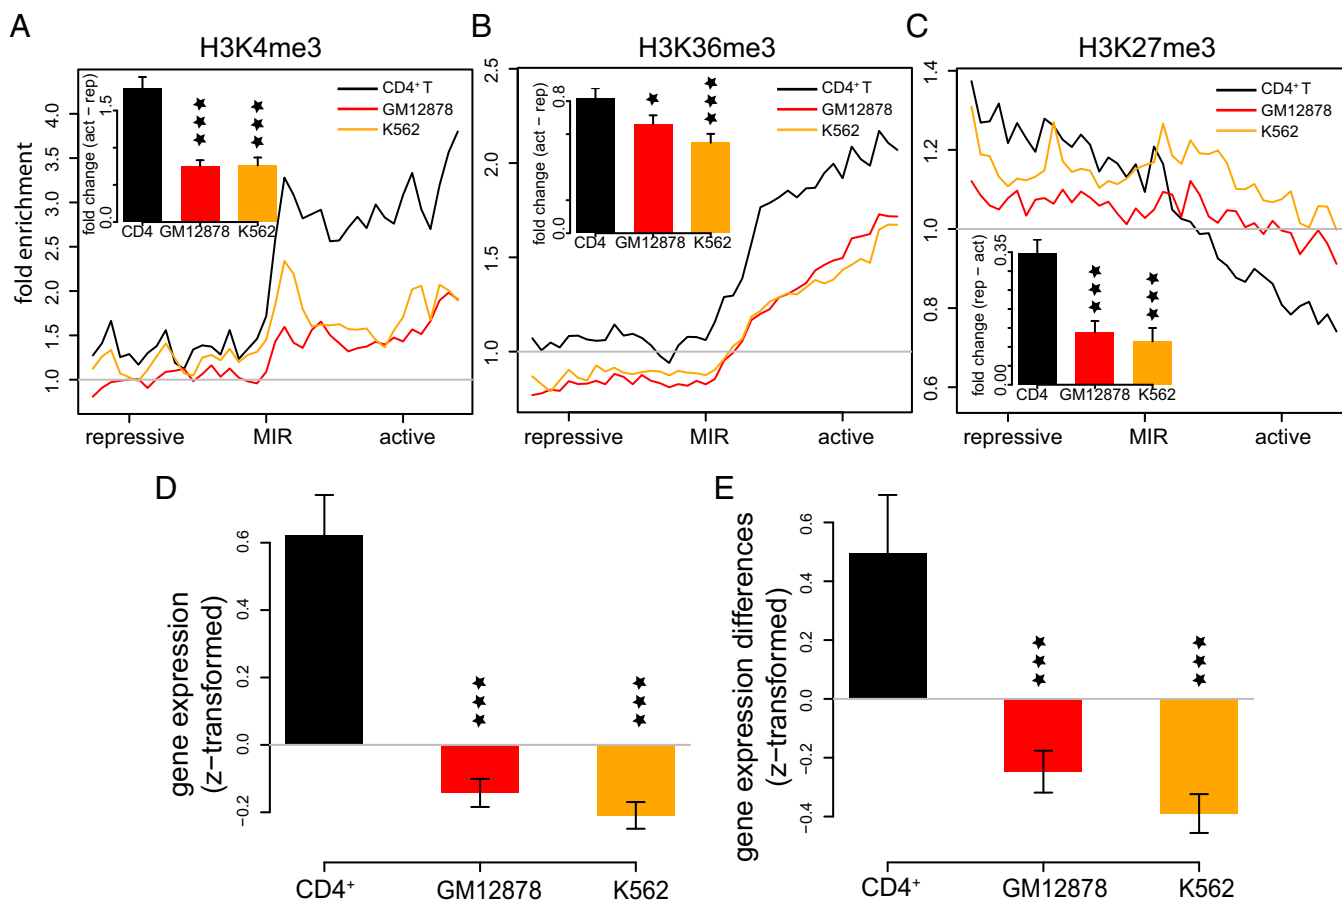 A
H3K4me3
fold enrichment
4.0
3.5
3.0
2.5
2.0
1.5
1.0
fold change (act − rep)
1.5
0.0
CD4
GM12878
K562
CD4+ T
GM12878
K562
repressive
MIR
active
B
H3K36me3
2.5
2.0
1.5
1.0
fold change (act − rep)
0.8
0.0
CD4
GM12878
K562
CD4+ T
GM12878
K562
repressive
MIR
active
C
H3K27me3
1.4
1.2
1.0
0.8
0.6
CD4+ T
GM12878
K562
fold change (rep − act)
0.35
0.00
CD4
GM12878
K562
repressive
MIR
active
D
gene expression
(z−transformed)
0.6
0.4
0.2
0.0
−0.2
CD4+
GM12878
K562
E
gene expression differences
(z−transformed)
0.6
0.4
0.2
0.0
−0.2
−0.4
CD4+
GM12878
K562